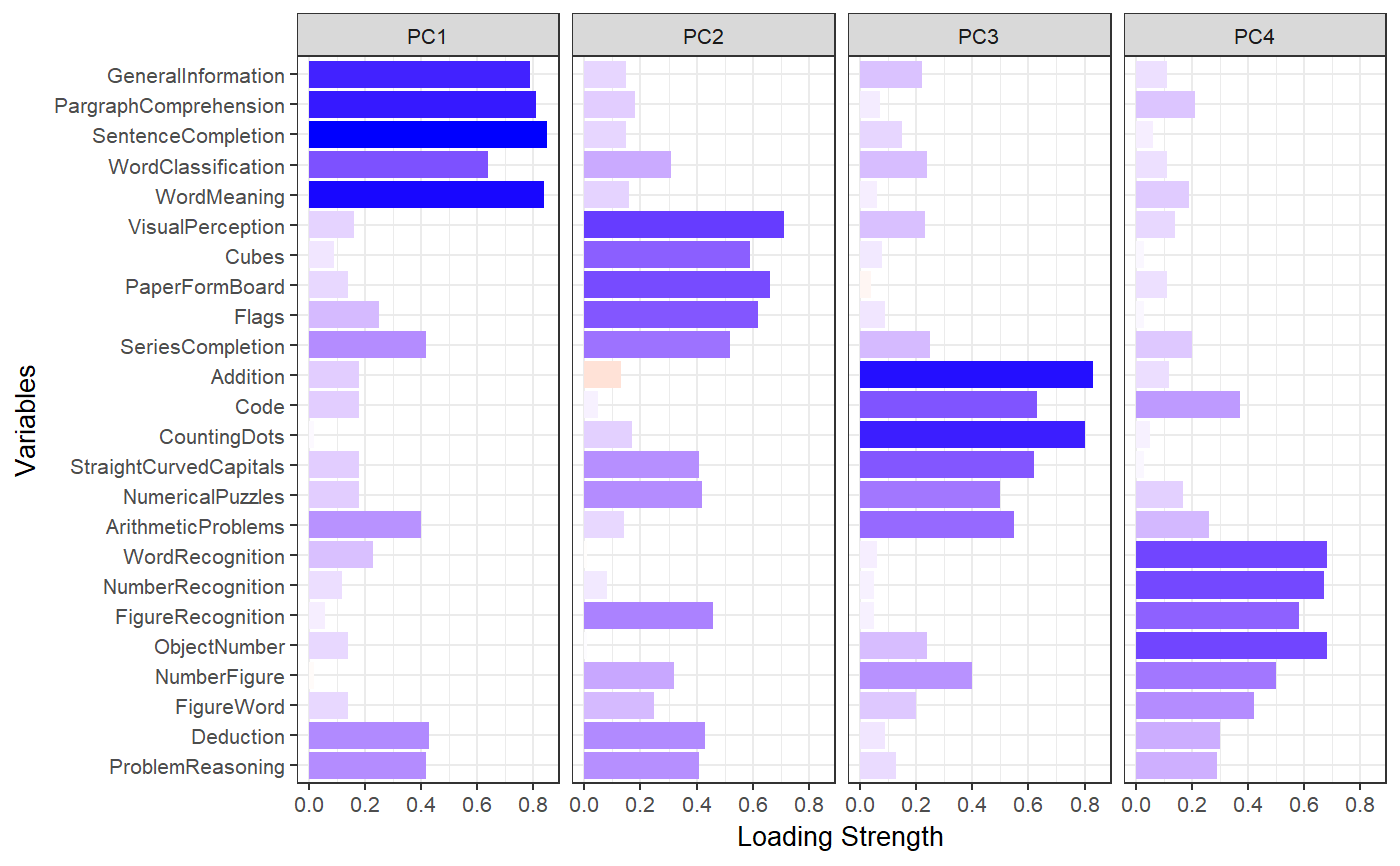 PC1 PC2 PC3 PC4
GeneralInformation
PargraphComprehension
SentenceCompletion
WordClassification
WordMeaning
VisualPerception
Cubes
PaperFormBoard
Flags
SeriesCompletion
Addition
Code
CountingDots
StraightCurvedCapitals
NumericalPuzzles
ArithmeticProblems
WordRecognition
NumberRecognition
FigureRecognition
ObjectNumber
NumberFigure
FigureWord
Deduction
ProblemReasoning
Variables
0.0 0.2 0.4 0.6 0.8 0.0 0.2 0.4 0.6 0.8 0.0 0.2 0.4 0.6 0.8 0.0 0.2 0.4 0.6 0.8
Loading Strength